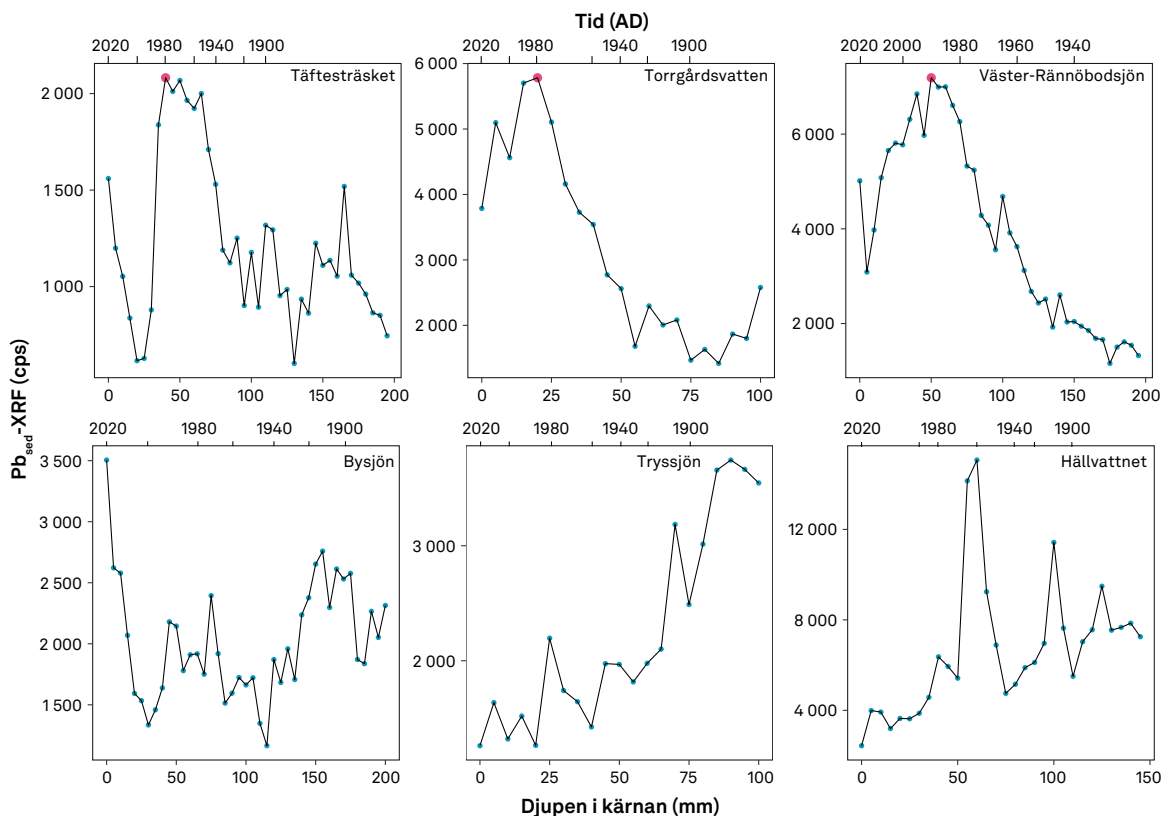 Tid (AD)
2020 1980 1940 1900
2020 1980 1940 1900
2020 2000 1980 1960 1940
Täftesträsket
Torrgårdsvatten
Väster-Rännöbodsjön
2 000
1 500
1 000
6 000
5 000
4 000
3 000
2 000
6 000
4 000
2 000
0 50 100 150 200
0 25 50 75 100
0 50 100 150 200
Pbsed-XRF (cps)
2020 1980 1940 1900
2020 1980 1940 1900
2020 1980 1940 1900
Bysjön
Tryssjön
Hällvattnet
3 500
3 000
2 500
2 000
1 500
3 000
2 000
12 000
8 000
4 000
0 50 100 150 200
0 25 50 75 100
0 50 100 150
Djupen i kärnan (mm)